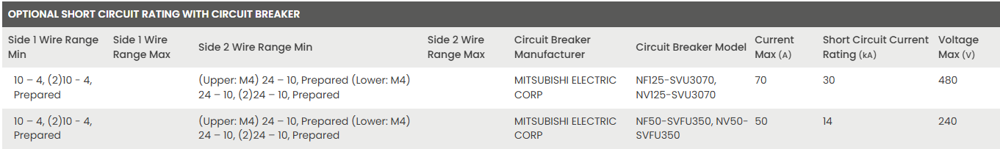 OPTIONAL SHORT CIRCUIT RATING WITH CIRCUIT BREAKER
Side 1 Wire Range Min
Side 1 Wire Range Max
Side 2 Wire Range Min
Side 2 Wire Range Max
Circuit Breaker Manufacturer
Circuit Breaker Model
Current Max (A)
Short Circuit Current Rating (kA)
Voltage Max (V)
10 – 4, (2)10 - 4, Prepared
(Upper: M4) 24 – 10, Prepared (Lower: M4) 24 – 10, (2)24 – 10, Prepared
MITSUBISHI ELECTRIC CORP
NF125-SVU3070, NV125-SVU3070
70
30
480
10 – 4, (2)10 - 4, Prepared
(Upper: M4) 24 – 10, Prepared (Lower: M4) 24 – 10, (2)24 – 10, Prepared
MITSUBISHI ELECTRIC CORP
NF50-SVFU350, NV50-SVFU350
50
14
240